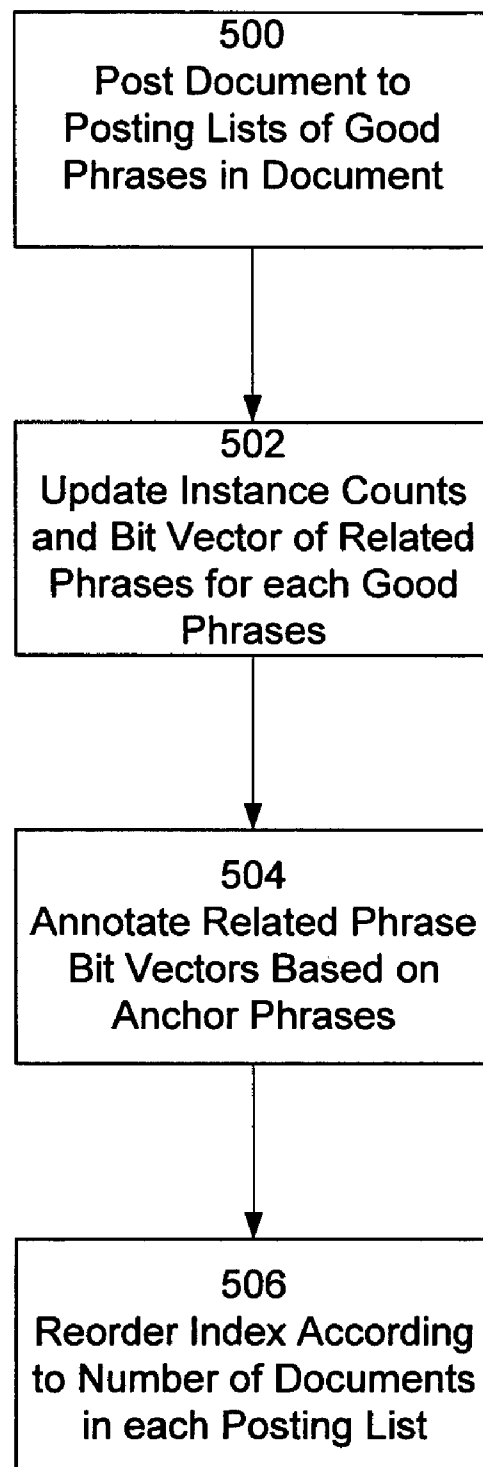 500
Post Document to
Posting Lists of Good
Phrases in Document
502
Update Instance Counts
and Bit Vector of Related
Phrases for each Good
Phrases
504
Annotate Related Phrase
Bit Vectors Based on
Anchor Phrases
506
Reorder Index According
to Number of Documents
in each Posting List